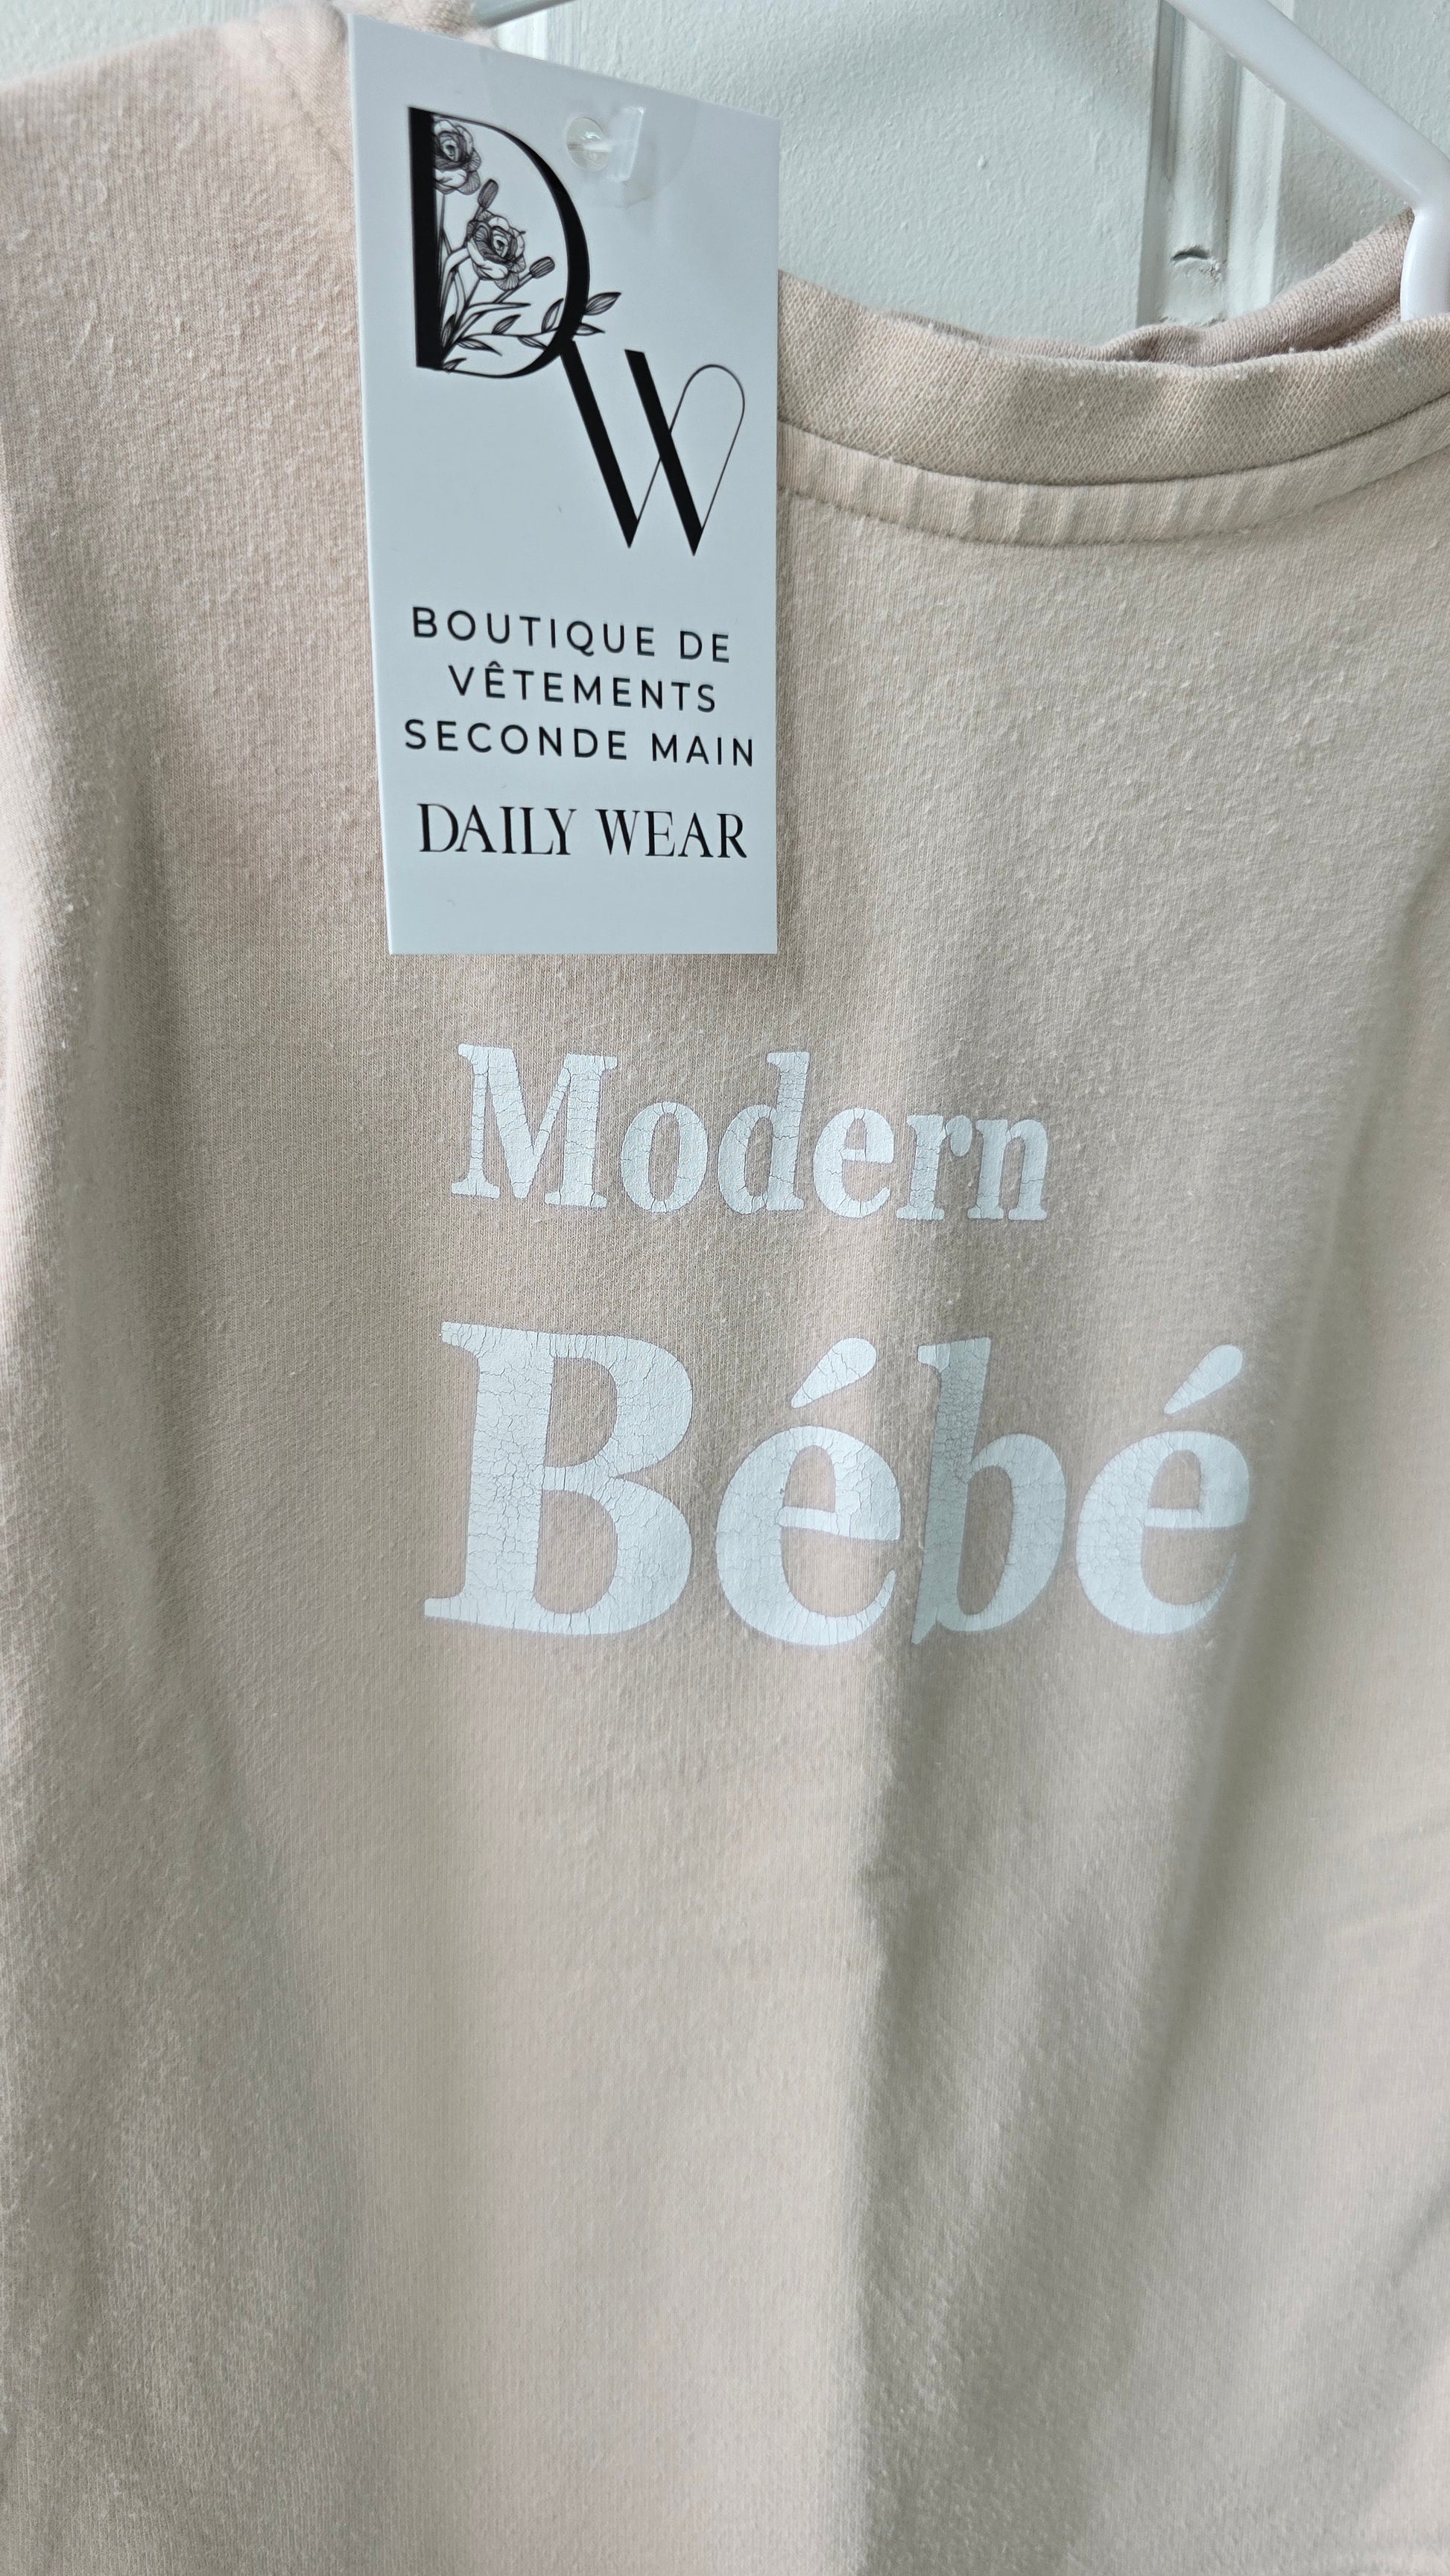 DW
BOUTIQUE DE
VÊTEMENTS
SECONDE MAIN
DAILY WEAR
Modern
Bébé